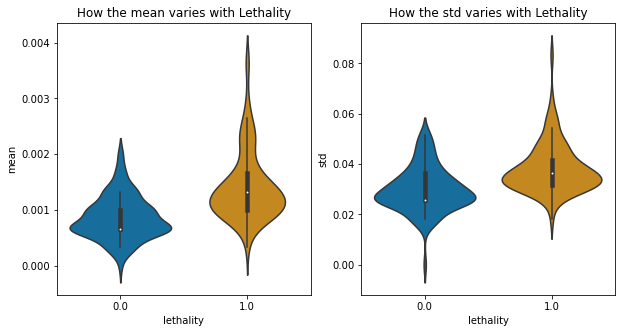 How the mean varies with Lethality
0.004
0.003
0.002
0.001
0.000
mean
0.0
1.0
lethality
How the std varies with Lethality
0.08
0.06
0.04
0.02
0.00
std
0.0
1.0
lethality